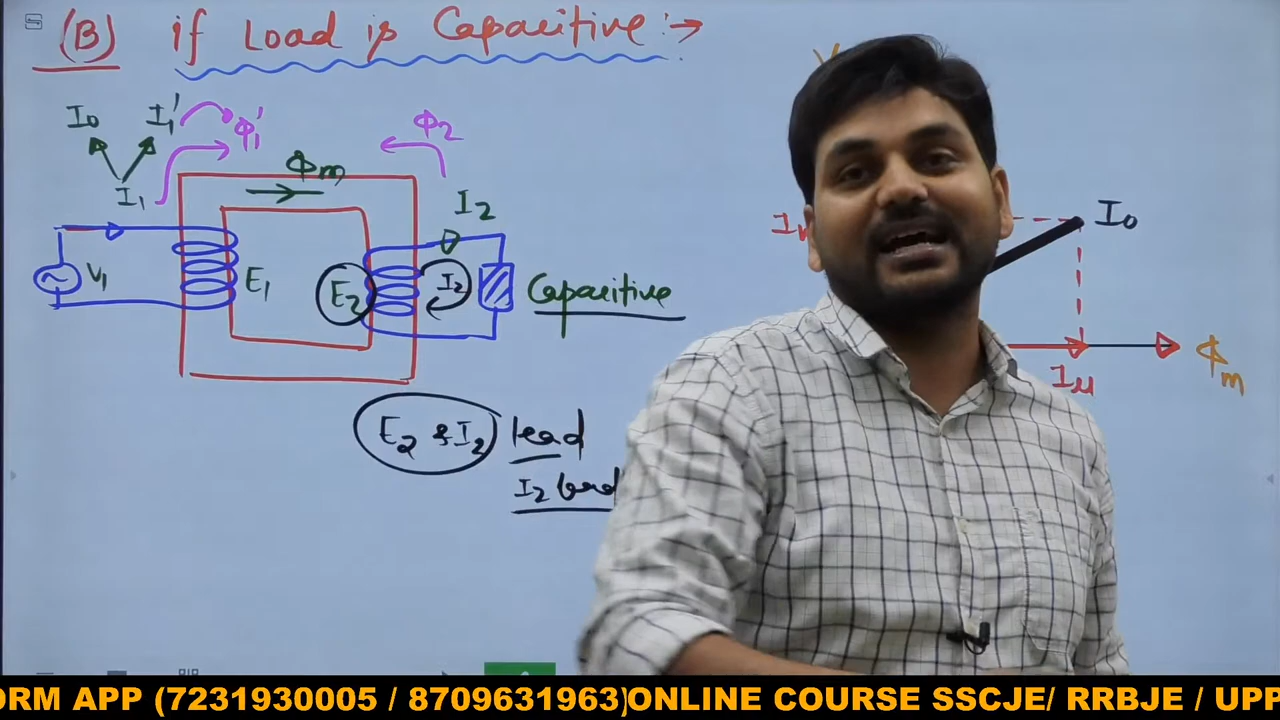 (B) if Load is Capacitive :→
I0 I1' Φ1' Φ2
Φm
I1 I2
V1 E1 E2 I2 Capacitive
E2 & I2 lead
I2
I0
Iμ Φm
ORM APP (7231930005 / 8709631963) ONLINE COURSE SSCJE/ RRBJE / UPP